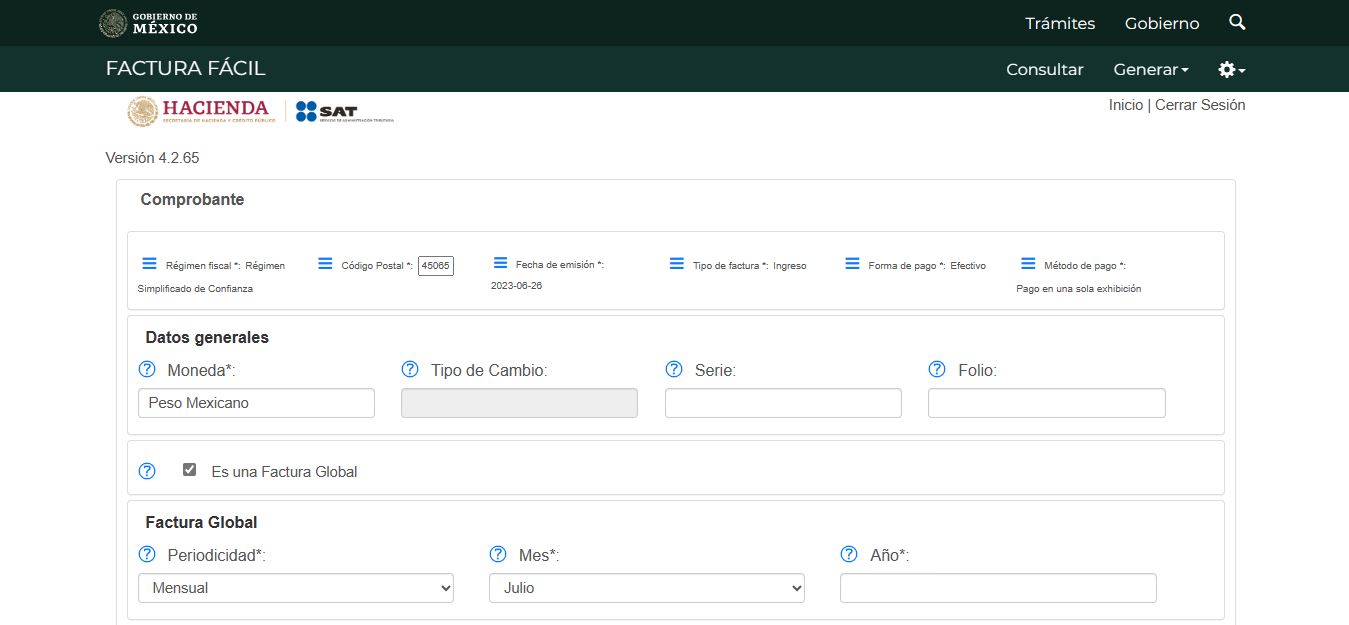 GOBIERNO DE
MÉXICO
Trámites
Gobierno
FACTURA FÁCIL
Consultar
Generar
HACIENDA
SECRETARÍA DE HACIENDA Y CRÉDITO PÚBLICO
SAT
SERVICIO DE ADMINISTRACIÓN TRIBUTARIA
Inicio | Cerrar Sesión
Versión 4.2.65
Comprobante
Régimen fiscal *: Régimen
Simplificado de Confianza
Código Postal *: 45065
Fecha de emisión *:
2023-06-26
Tipo de factura *: Ingreso
Forma de pago *: Efectivo
Método de pago *:
Pago en una sola exhibición
Datos generales
Moneda*:
Peso Mexicano
Tipo de Cambio:
Serie:
Folio:
Es una Factura Global
Factura Global
Periodicidad*:
Mensual
Mes*:
Julio
Año*: